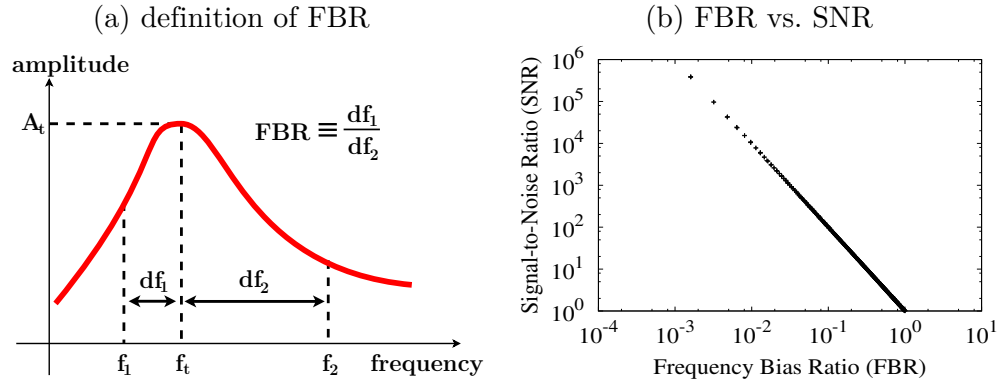 (a) definition of FBR
amplitude
A_t
FBR ≡ df_1/df_2
df_1
df_2
f_1
f_t
f_2
frequency
(b) FBR vs. SNR
Signal-to-Noise Ratio (SNR)
10^6
10^5
10^4
10^3
10^2
10^1
10^0
10^-4
10^-3
10^-2
10^-1
10^0
10^1
Frequency Bias Ratio (FBR)